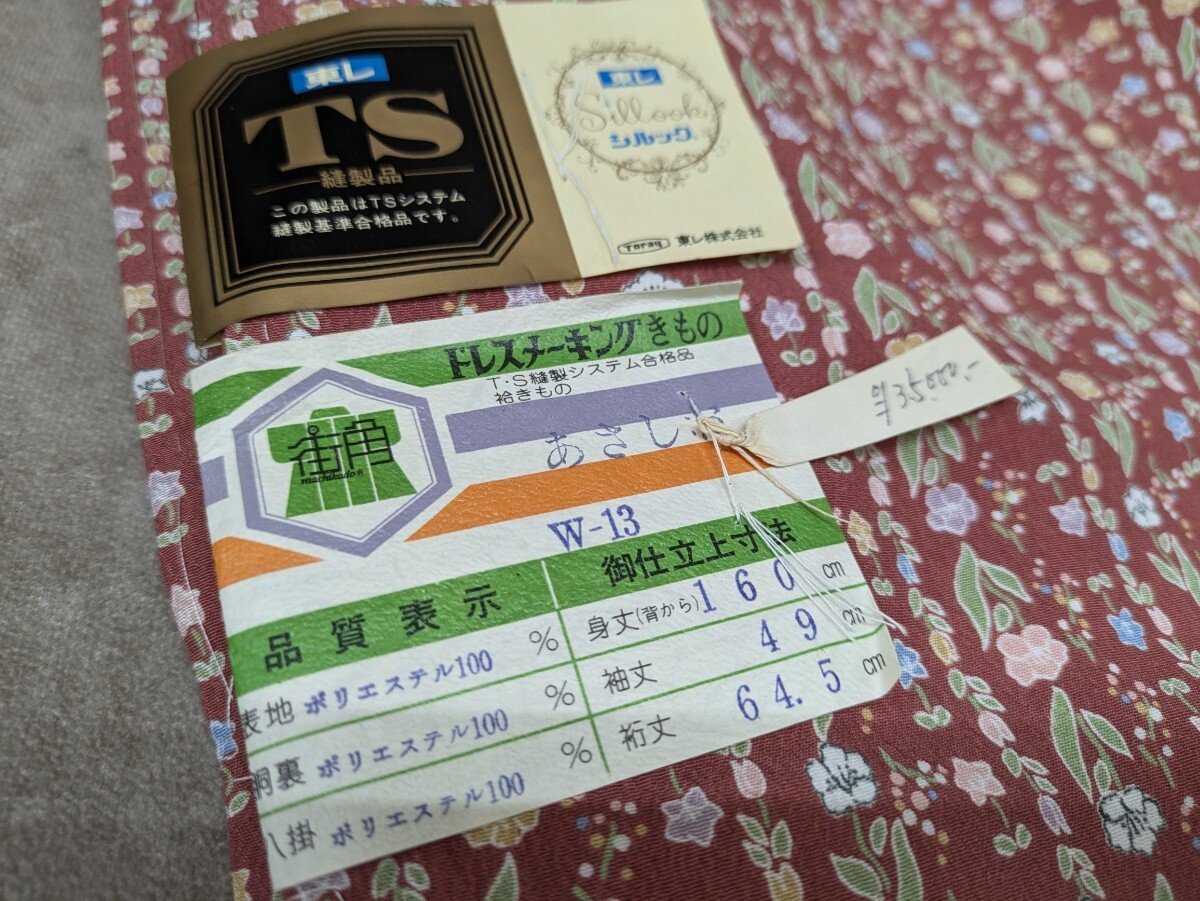 東レ
TS
縫製品
この製品はTSシステム
縫製基準合格品です。
東レ
Sillook
シルック
Toray 東レ株式会社
ドレスメーキングきもの
T・S縫製システム合格品
袷きもの
街角
machikado
あさし
W-13
¥35,000.-
品質表示
表地 ポリエステル100 %
胴裏 ポリエステル100 %
八掛 ポリエステル100 %
御仕立上寸法
身丈(背から) 160 cm
袖丈 49 cm
裄丈 64.5 cm